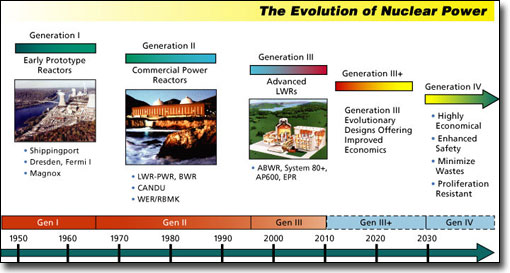 The Evolution of Nuclear Power
Generation I
Early Prototype
Reactors
• Shippingport
• Dresden, Fermi I
• Magnox
Generation II
Commercial Power
Reactors
• LWR-PWR, BWR
• CANDU
• WER/RBMK
Generation III
Advanced
LWRs
• ABWR, System 80+,
AP600, EPR
Generation III+
Generation III
Evolutionary
Designs Offering
Improved
Economics
Generation IV
• Highly
Economical
• Enhanced
Safety
• Minimize
Wastes
• Proliferation
Resistant
Gen I Gen II Gen III Gen III+ Gen IV
1950 1960 1970 1980 1990 2000 2010 2020 2030